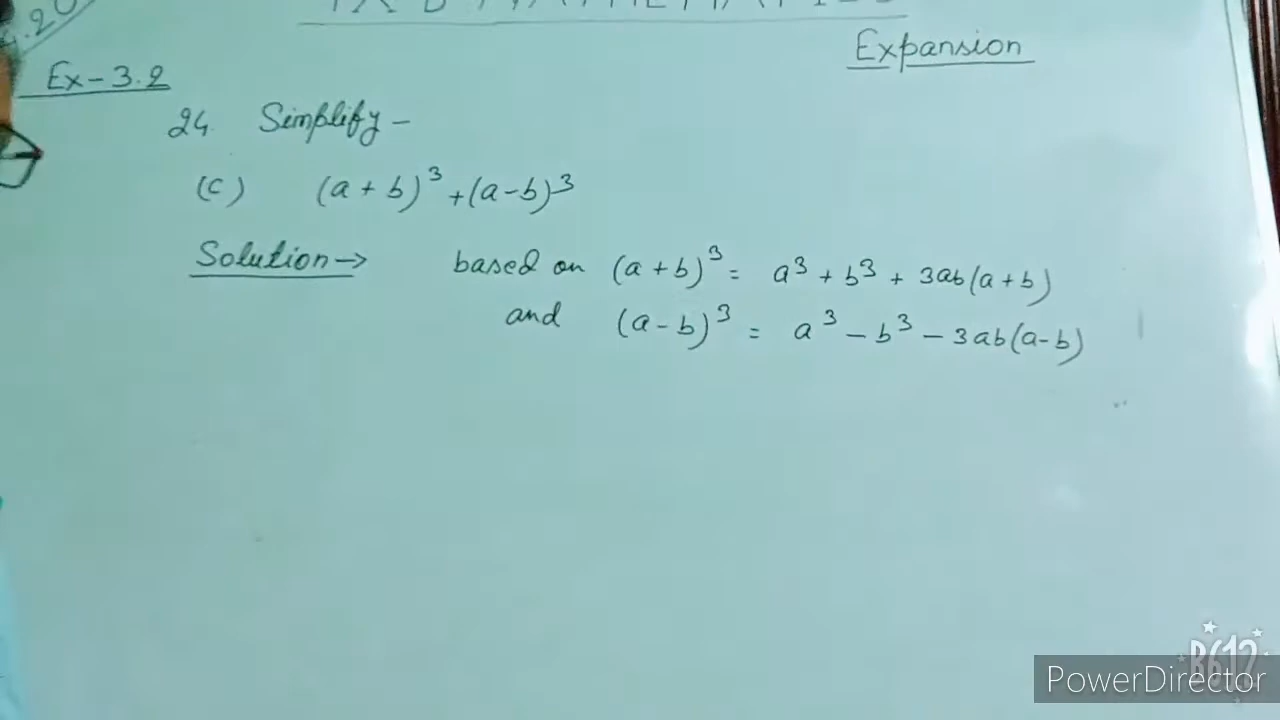 Expansion
Ex-3.2
24. Simplify -
(c) (a + b)³ + (a - b)³
Solution → based on (a + b)³ = a³ + b³ + 3ab(a + b)
and (a - b)³ = a³ - b³ - 3ab(a - b)
B612
PowerDirector